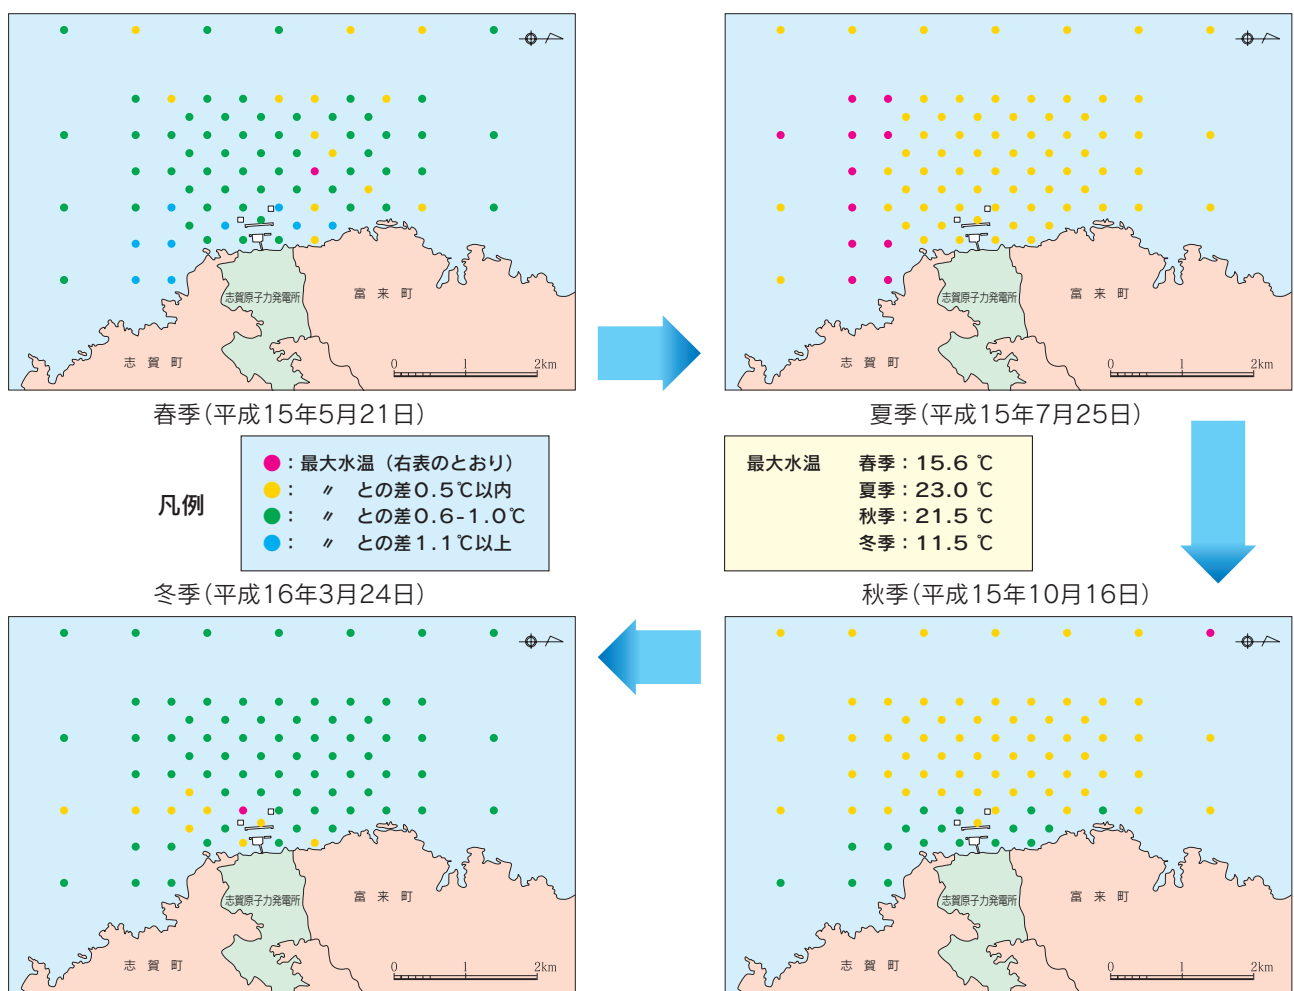 志賀原子力発電所
富来町
志賀町
0 1 2km
志賀原子力発電所
富来町
志賀町
0 1 2km
春季(平成15年5月21日)
夏季(平成15年7月25日)
凡例
：最大水温（右表のとおり）
：〃 との差0.5℃以内
：〃 との差0.6-1.0℃
：〃 との差1.1℃以上
最大水温 春季：15.6 ℃
夏季：23.0 ℃
秋季：21.5 ℃
冬季：11.5 ℃
冬季(平成16年3月24日)
秋季(平成15年10月16日)
志賀原子力発電所
富来町
志賀町
0 1 2km
志賀原子力発電所
富来町
志賀町
0 1 2km